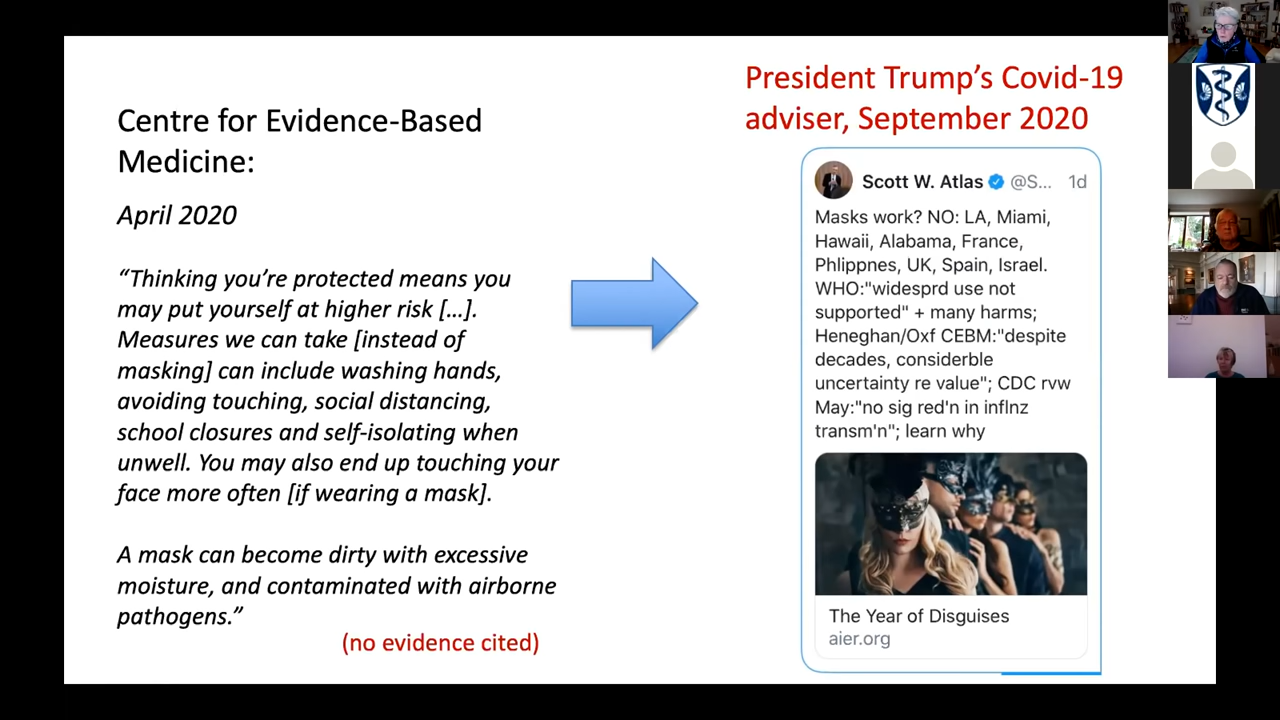 Centre for Evidence-Based
Medicine:
April 2020
“Thinking you’re protected means you
may put yourself at higher risk […].
Measures we can take [instead of
masking] can include washing hands,
avoiding touching, social distancing,
school closures and self-isolating when
unwell. You may also end up touching your
face more often [if wearing a mask].
A mask can become dirty with excessive
moisture, and contaminated with airborne
pathogens.”
(no evidence cited)
President Trump’s Covid-19
adviser, September 2020
Scott W. Atlas @S... 1d
Masks work? NO: LA, Miami,
Hawaii, Alabama, France,
Phlippnes, UK, Spain, Israel.
WHO:"widesprd use not
supported" + many harms;
Heneghan/Oxf CEBM:"despite
decades, considerble
uncertainty re value"; CDC rvw
May:"no sig red'n in inflnz
transm'n"; learn why
The Year of Disguises
aier.org